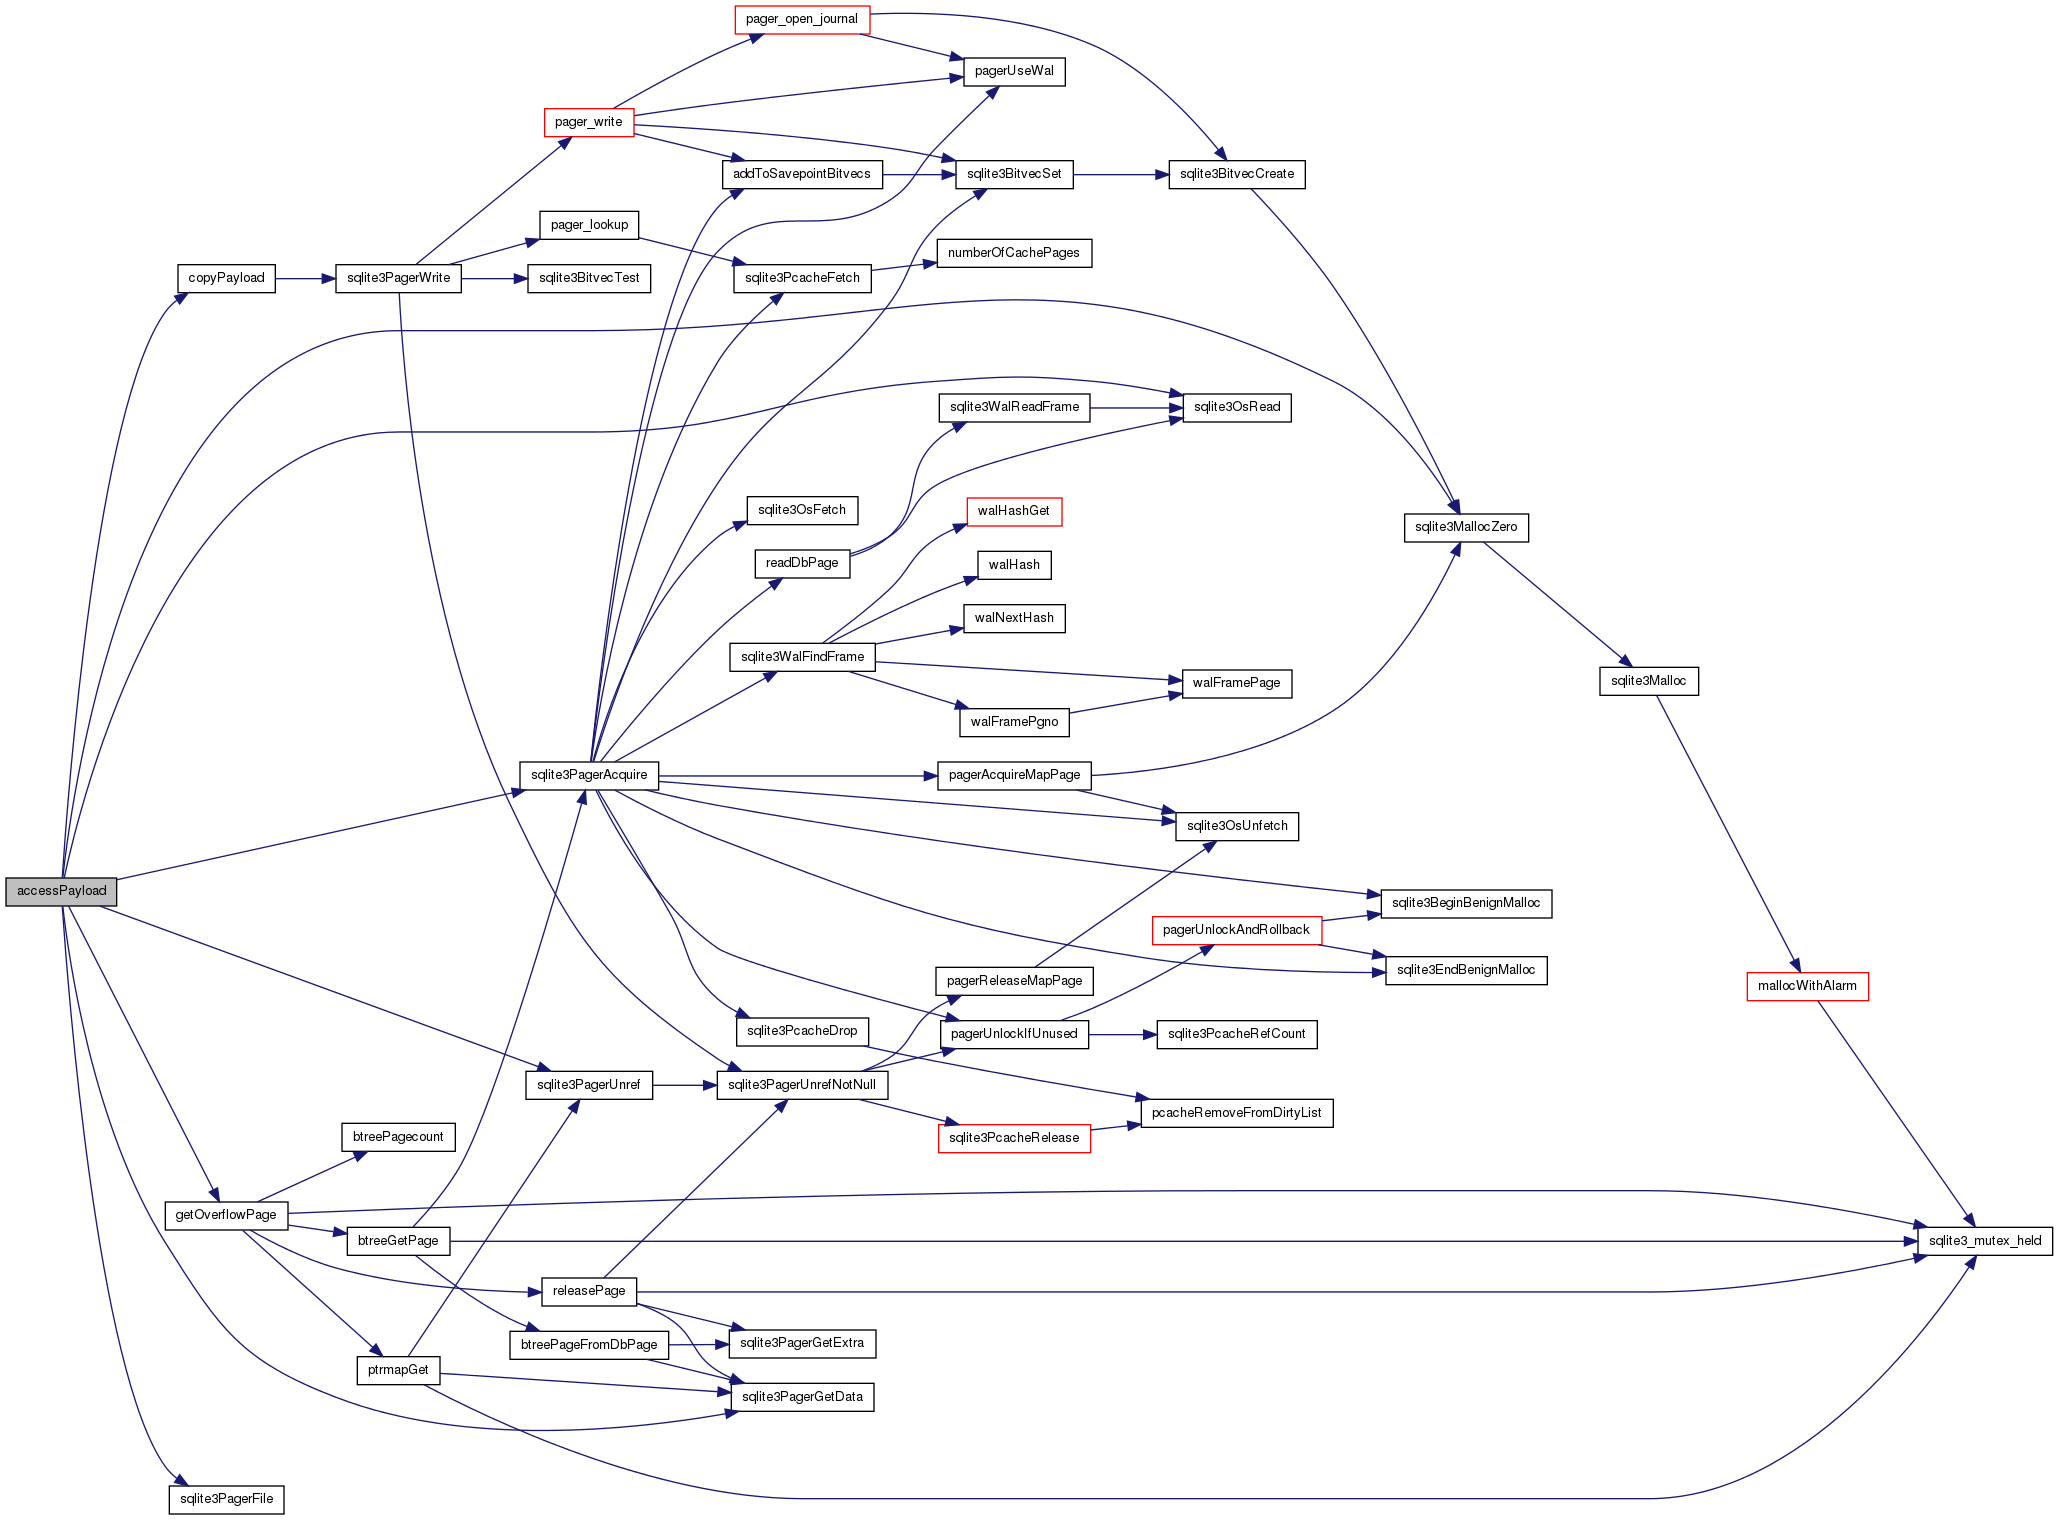 pager_open_journal
pagerUseWal
pager_write
addToSavepointBitvecs
sqlite3BitvecSet
sqlite3BitvecCreate
pager_lookup
numberOfCachePages
copyPayload
sqlite3PagerWrite
sqlite3BitvecTest
sqlite3PcacheFetch
sqlite3WalReadFrame
sqlite3OsRead
sqlite3OsFetch
walHashGet
sqlite3MallocZero
readDbPage
walHash
walNextHash
sqlite3WalFindFrame
walFramePage
sqlite3Malloc
walFramePgno
sqlite3PagerAcquire
pagerAcquireMapPage
sqlite3OsUnfetch
accessPayload
sqlite3BeginBenignMalloc
pagerUnlockAndRollback
sqlite3EndBenignMalloc
pagerReleaseMapPage
mallocWithAlarm
sqlite3PcacheDrop
pagerUnlockIfUnused
sqlite3PcacheRefCount
sqlite3PagerUnref
sqlite3PagerUnrefNotNull
pcacheRemoveFromDirtyList
btreePagecount
sqlite3PcacheRelease
getOverflowPage
btreeGetPage
sqlite3_mutex_held
releasePage
btreePageFromDbPage
sqlite3PagerGetExtra
ptrmapGet
sqlite3PagerGetData
sqlite3PagerFile